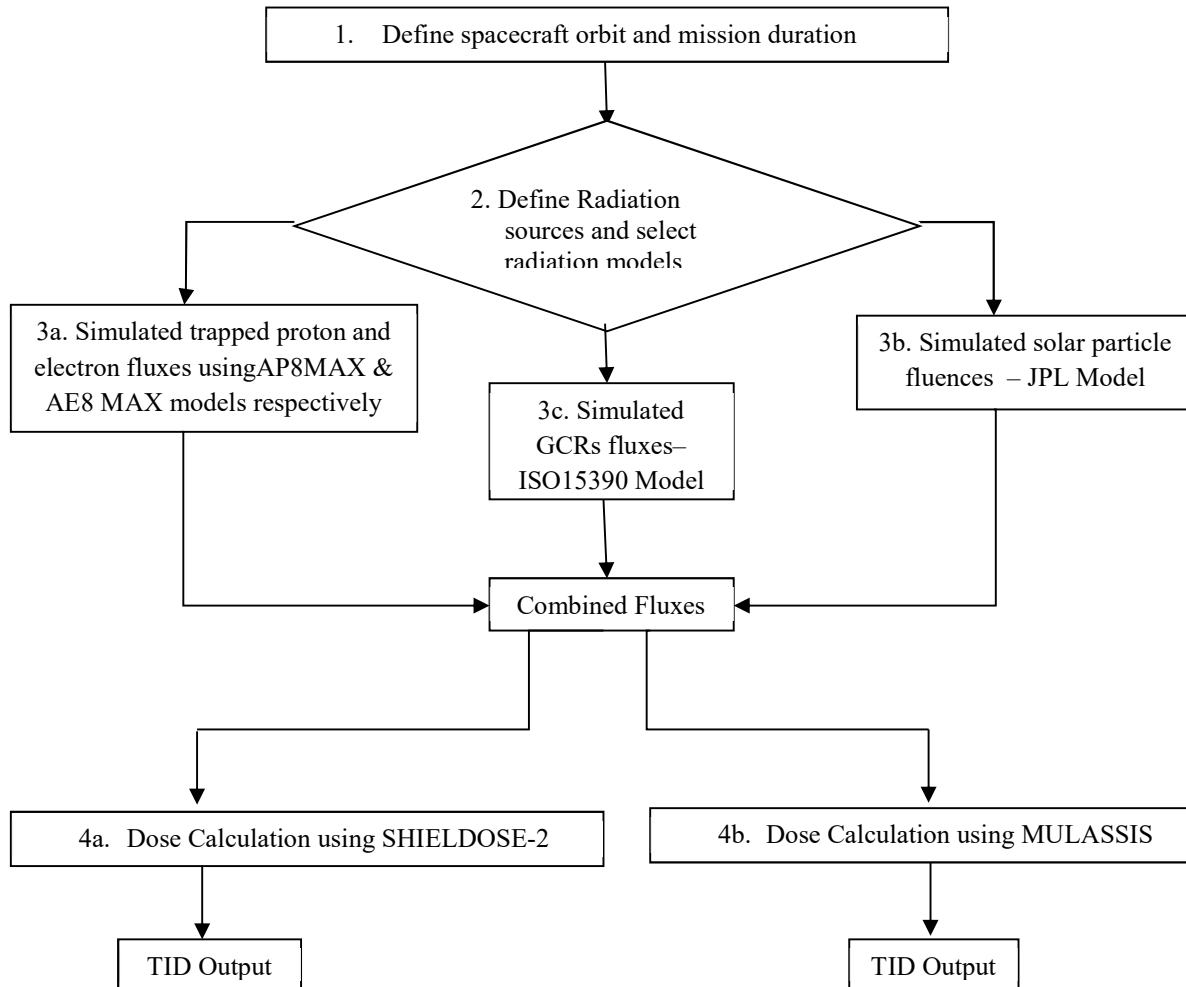 1. Define spacecraft orbit and mission duration
2. Define Radiation
sources and select
radiation models
3a. Simulated trapped proton and
electron fluxes usingAP8MAX &
AE8 MAX models respectively
3b. Simulated solar particle
fluences – JPL Model
3c. Simulated
GCRs fluxes–
ISO15390 Model
Combined Fluxes
4a. Dose Calculation using SHIELDOSE-2
4b. Dose Calculation using MULASSIS
TID Output
TID Output